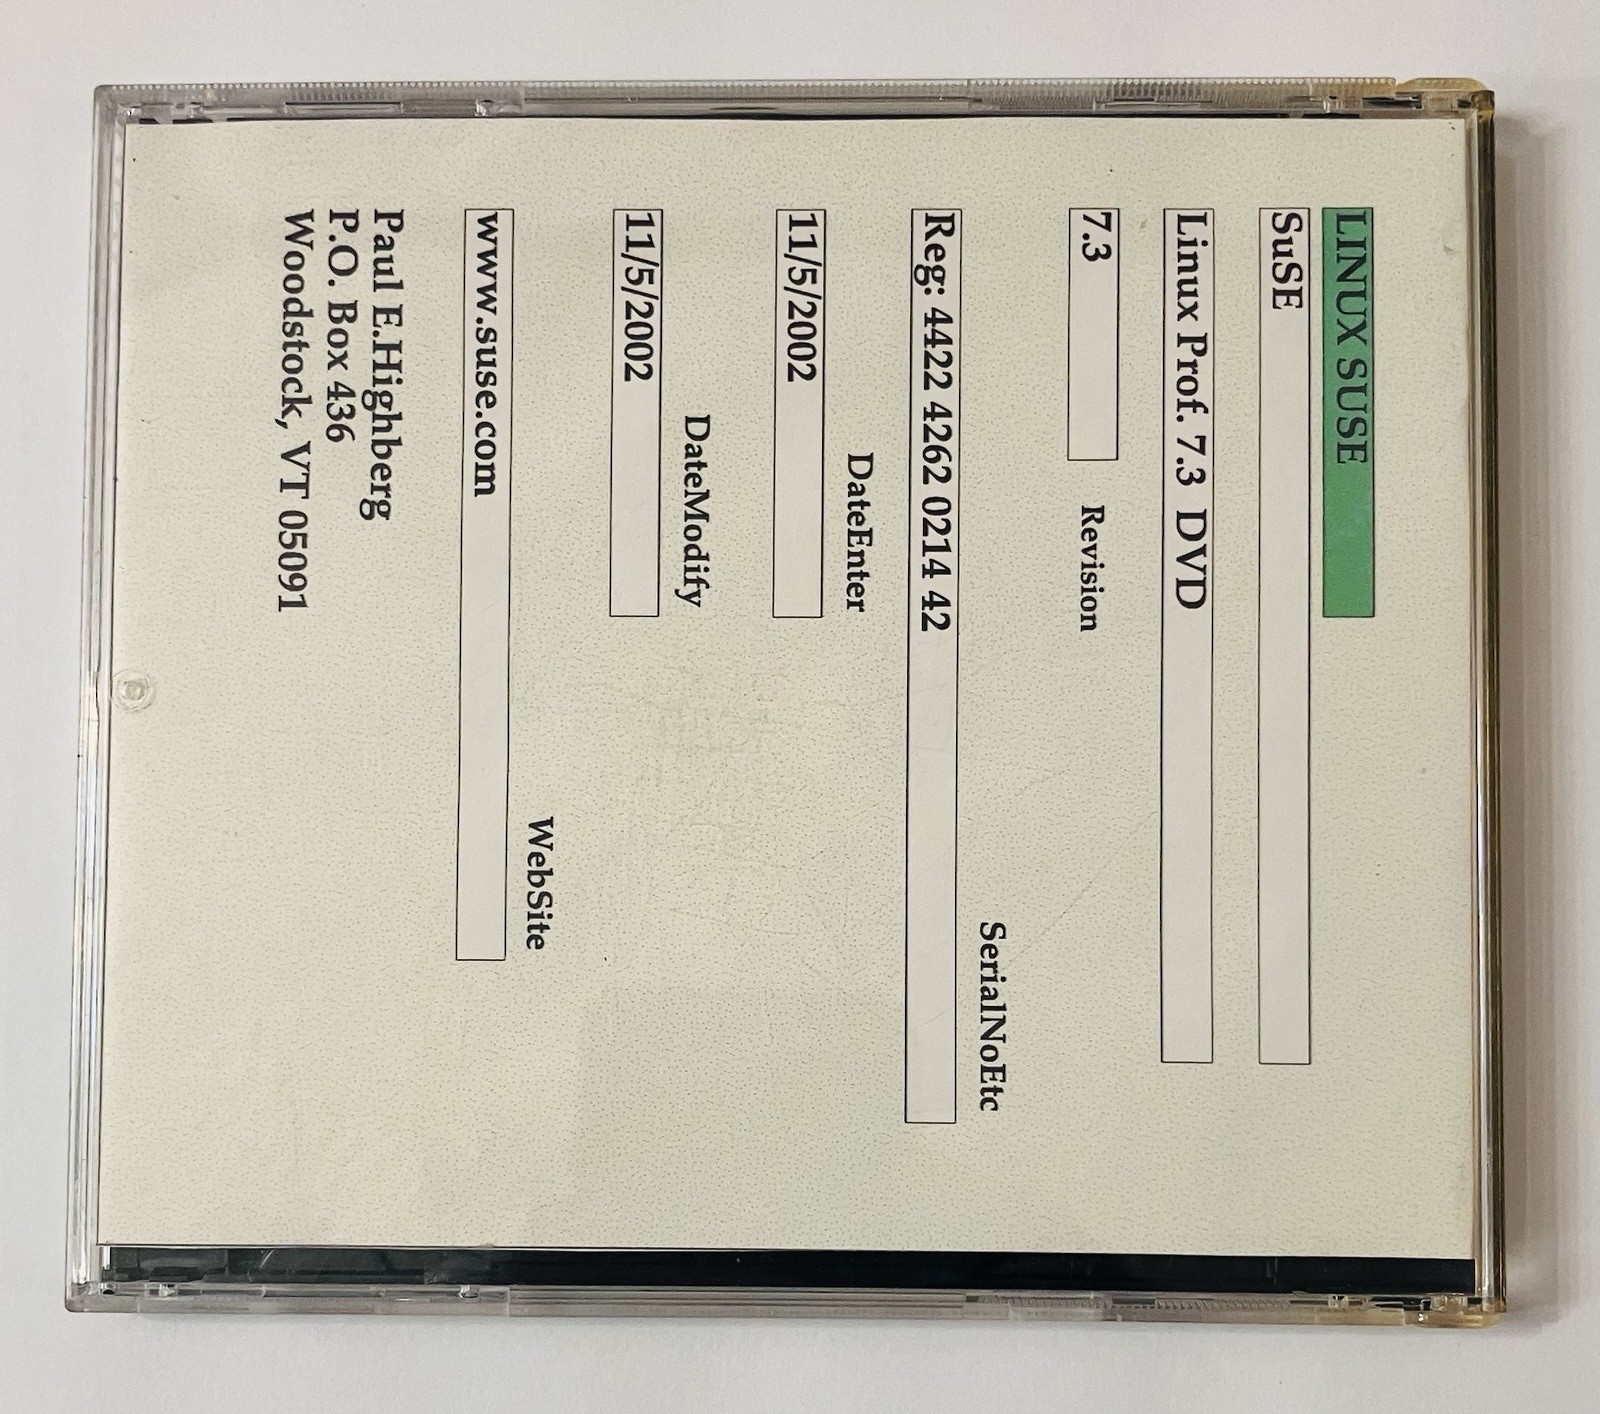 LINUX SUSE
SuSE
Linux Prof. 7.3 DVD
7.3 Revision
SerialNoEtc
Reg: 4422 4262 0214 42
DateEnter
11/5/2002
DateModify
11/5/2002
WebSite
www.suse.com
Paul E.Highberg
P.O. Box 436
Woodstock, VT 05091